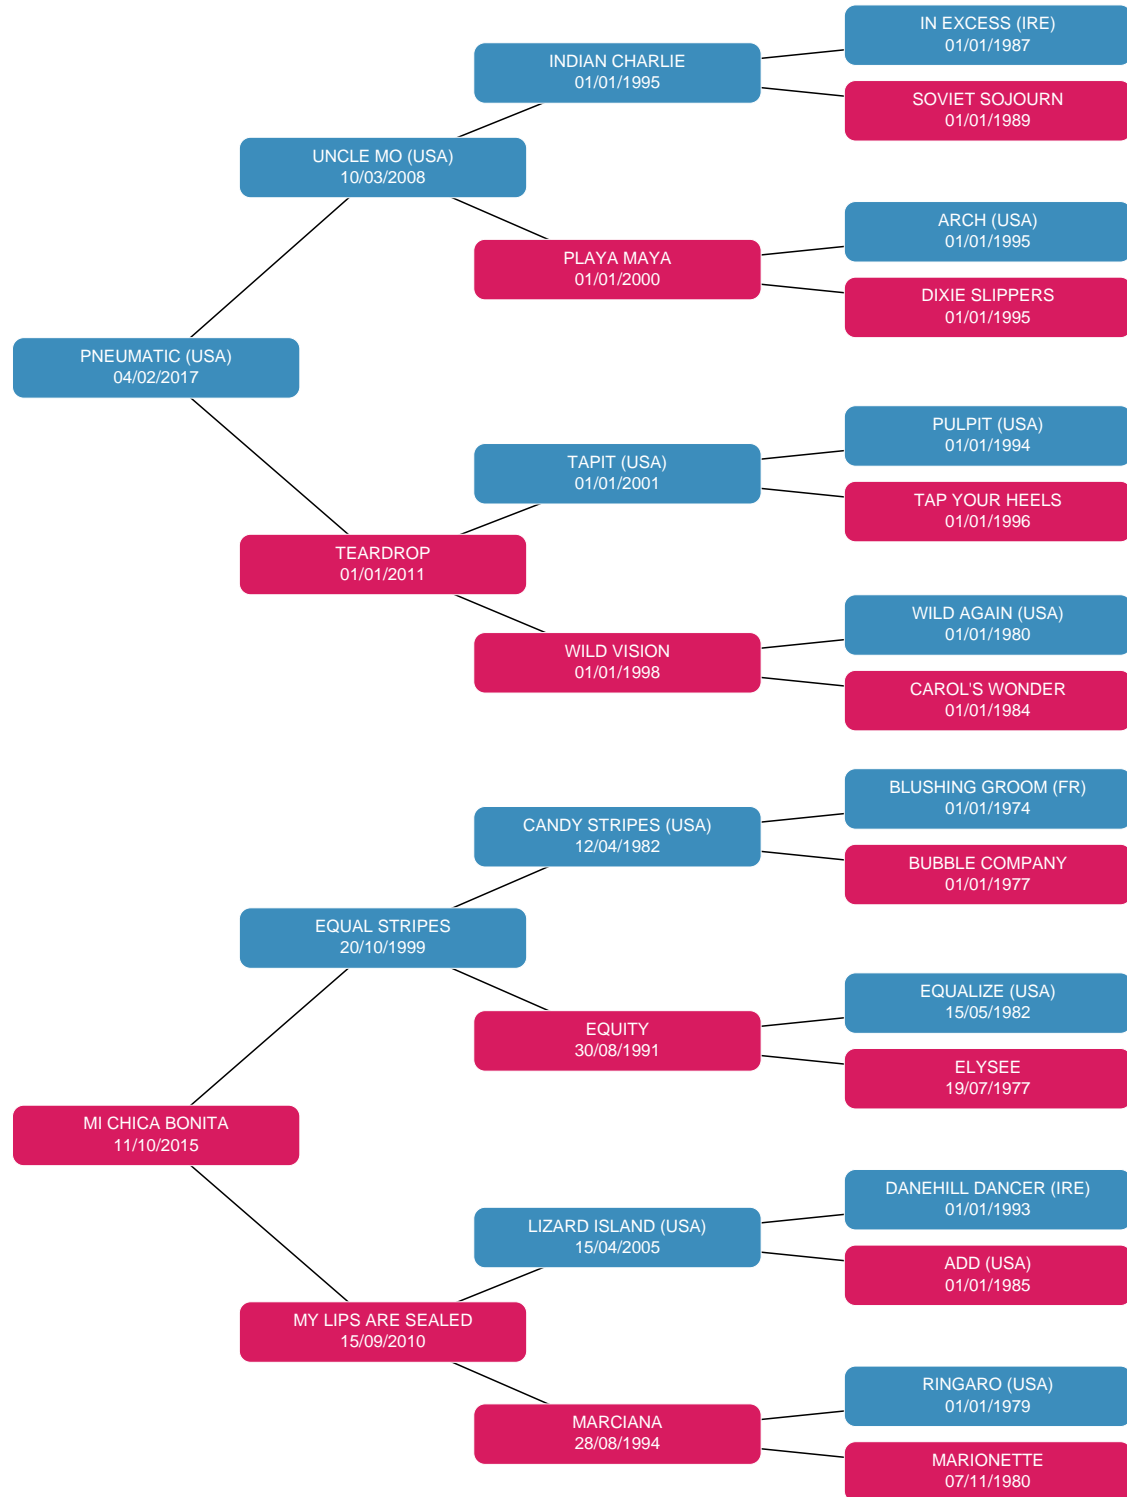 IN EXCESS (IRE)
01/01/1987
INDIAN CHARLIE
01/01/1995
SOVIET SOJOURN
01/01/1989
UNCLE MO (USA)
10/03/2008
ARCH (USA)
01/01/1995
PLAYA MAYA
01/01/2000
DIXIE SLIPPERS
01/01/1995
PNEUMATIC (USA)
04/02/2017
PULPIT (USA)
01/01/1994
TAPIT (USA)
01/01/2001
TAP YOUR HEELS
01/01/1996
TEARDROP
01/01/2011
WILD AGAIN (USA)
01/01/1980
WILD VISION
01/01/1998
CAROL'S WONDER
01/01/1984
BLUSHING GROOM (FR)
01/01/1974
CANDY STRIPES (USA)
12/04/1982
BUBBLE COMPANY
01/01/1977
EQUAL STRIPES
20/10/1999
EQUALIZE (USA)
15/05/1982
EQUITY
30/08/1991
ELYSEE
19/07/1977
MI CHICA BONITA
11/10/2015
DANEHILL DANCER (IRE)
01/01/1993
LIZARD ISLAND (USA)
15/04/2005
ADD (USA)
01/01/1985
MY LIPS ARE SEALED
15/09/2010
RINGARO (USA)
01/01/1979
MARCIANA
28/08/1994
MARIONETTE
07/11/1980